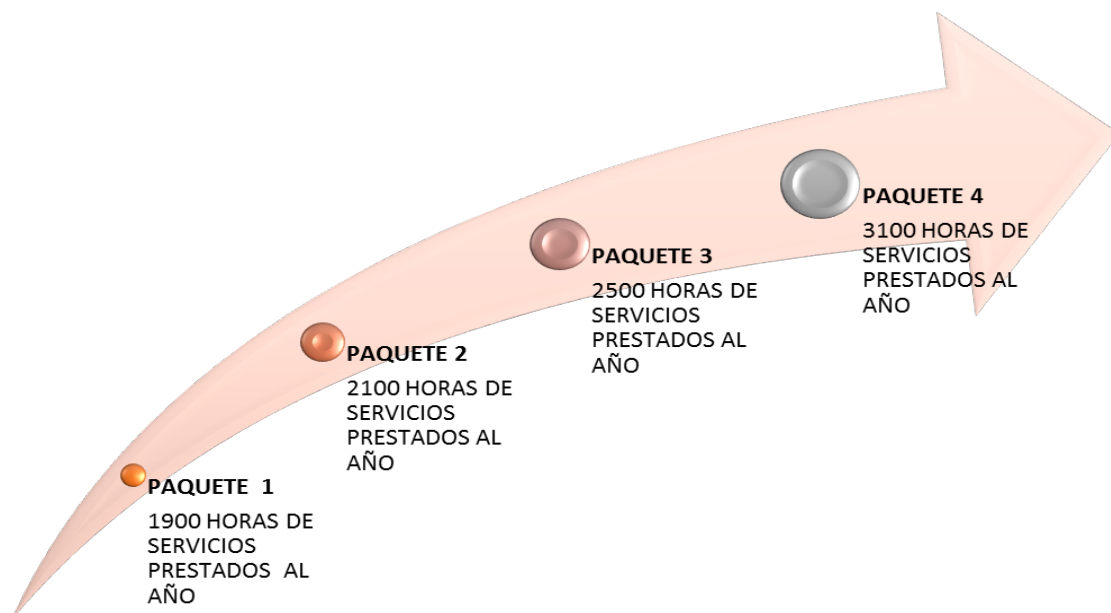 PAQUETE 1
1900 HORAS DE
SERVICIOS
PRESTADOS AL
AÑO
PAQUETE 2
2100 HORAS DE
SERVICIOS
PRESTADOS AL
AÑO
PAQUETE 3
2500 HORAS DE
SERVICIOS
PRESTADOS AL
AÑO
PAQUETE 4
3100 HORAS DE
SERVICIOS
PRESTADOS AL
AÑO